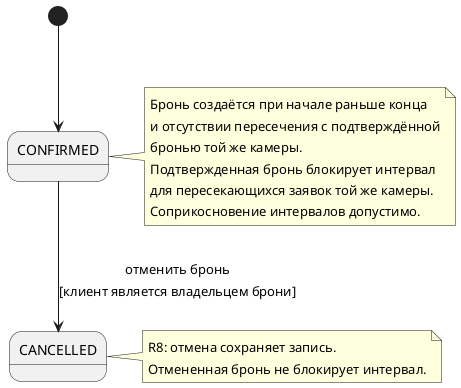 Бронь создаётся при начале раньше конца
и отсутствии пересечения с подтверждённой
бронью той же камеры.
Подтвержденная бронь блокирует интервал
для пересекающихся заявок той же камеры.
Соприкосновение интервалов допустимо.
CONFIRMED
отменить бронь
[клиент является владельцем брони]
CANCELLED
R8: отмена сохраняет запись.
Отмененная бронь не блокирует интервал.